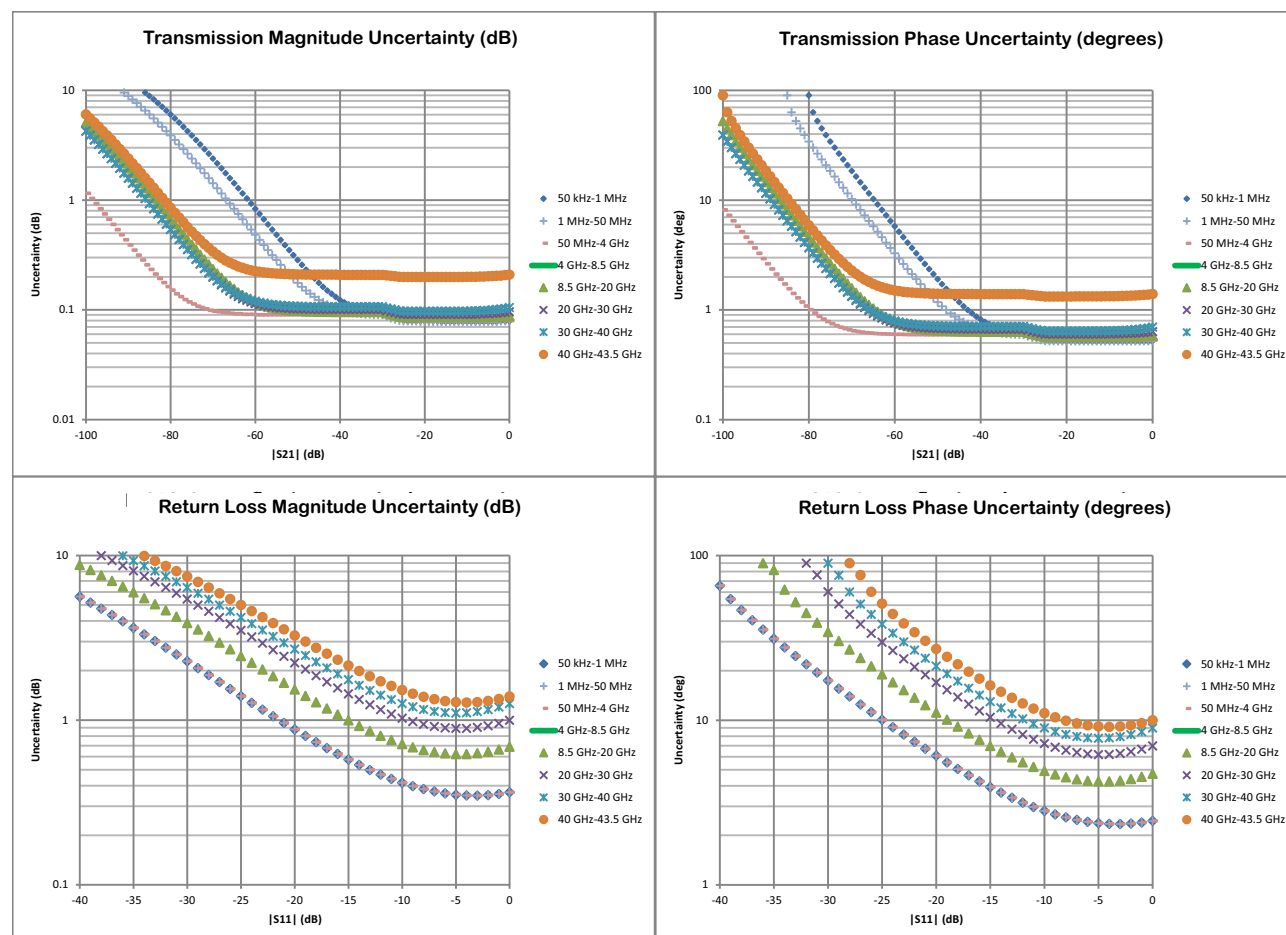 Transmission Magnitude Uncertainty (dB)
Uncertainty (dB)
10
1
0.1
0.01
-100
-80
-60
-40
-20
0
|S21| (dB)
50 kHz-1 MHz
1 MHz-50 MHz
50 MHz-4 GHz
4 GHz-8.5 GHz
8.5 GHz-20 GHz
20 GHz-30 GHz
30 GHz-40 GHz
40 GHz-43.5 GHz
Transmission Phase Uncertainty (degrees)
Uncertainty (deg)
100
10
1
0.1
-100
-80
-60
-40
-20
0
|S21| (dB)
50 kHz-1 MHz
1 MHz-50 MHz
50 MHz-4 GHz
4 GHz-8.5 GHz
8.5 GHz-20 GHz
20 GHz-30 GHz
30 GHz-40 GHz
40 GHz-43.5 GHz
Return Loss Magnitude Uncertainty (dB)
Uncertainty (dB)
10
1
0.1
-40
-35
-30
-25
-20
-15
-10
-5
0
|S11| (dB)
50 kHz-1 MHz
1 MHz-50 MHz
50 MHz-4 GHz
4 GHz-8.5 GHz
8.5 GHz-20 GHz
20 GHz-30 GHz
30 GHz-40 GHz
40 GHz-43.5 GHz
Return Loss Phase Uncertainty (degrees)
Uncertainty (deg)
100
10
1
-40
-35
-30
-25
-20
-15
-10
-5
0
|S11| (dB)
50 kHz-1 MHz
1 MHz-50 MHz
50 MHz-4 GHz
4 GHz-8.5 GHz
8.5 GHz-20 GHz
20 GHz-30 GHz
30 GHz-40 GHz
40 GHz-43.5 GHz